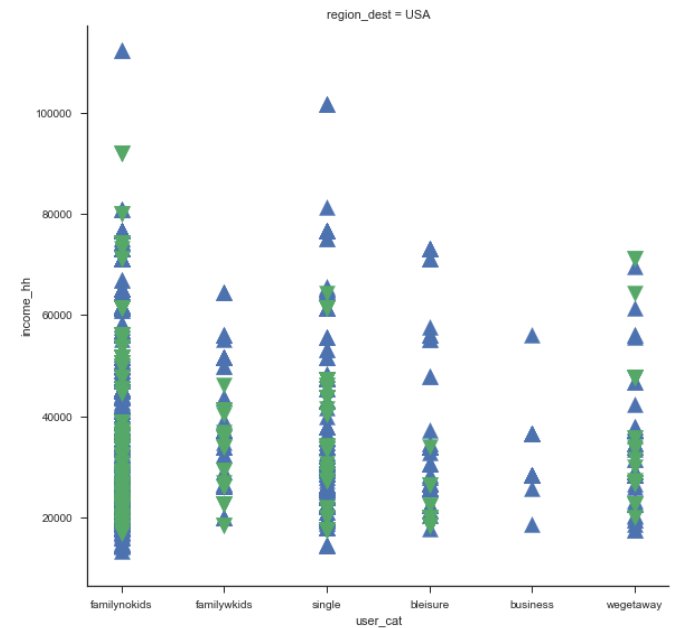 region_dest = USA
100000
80000
60000
40000
20000
income_hh
familynokids familywkids single bleisure business wegetaway
user_cat